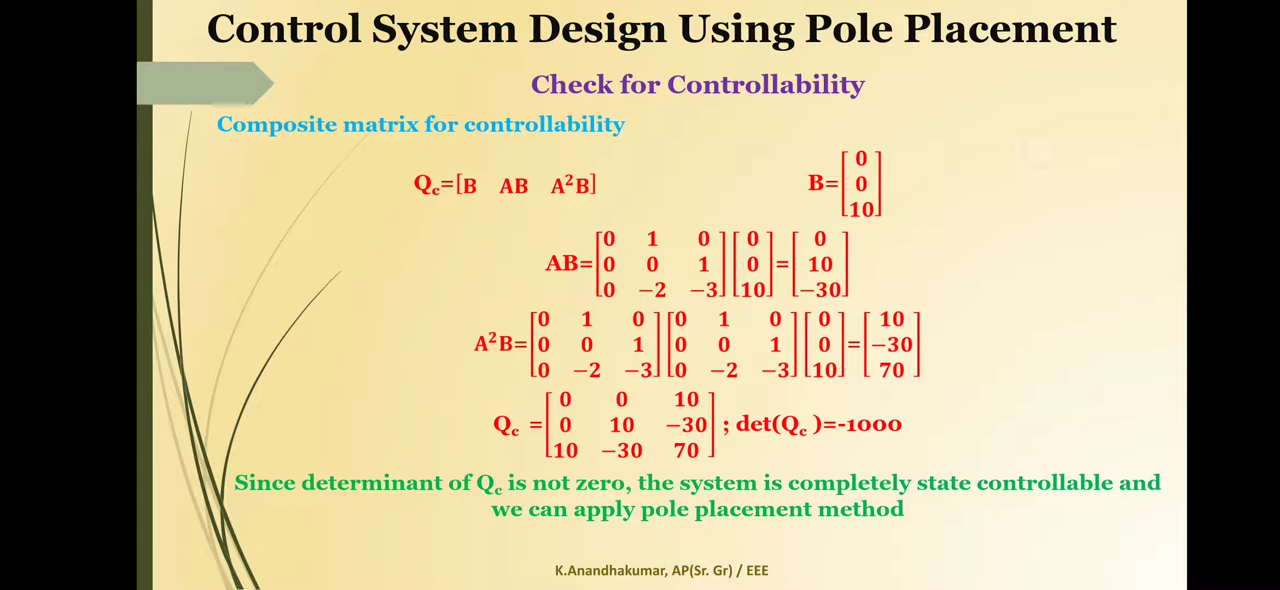 Control System Design Using Pole Placement
Check for Controllability
Composite matrix for controllability
Q_c=[B AB A²B] B=[0; 0; 10]
AB=[0 1 0; 0 0 1; 0 −2 −3][0; 0; 10]=[0; 10; −30]
A²B=[0 1 0; 0 0 1; 0 −2 −3][0 1 0; 0 0 1; 0 −2 −3][0; 0; 10]=[10; −30; 70]
Q_c =[0 0 10; 0 10 −30; 10 −30 70] ; det(Q_c )=-1000
Since determinant of Q_c is not zero, the system is completely state controllable and
we can apply pole placement method
K.Anandhakumar, AP(Sr. Gr) / EEE